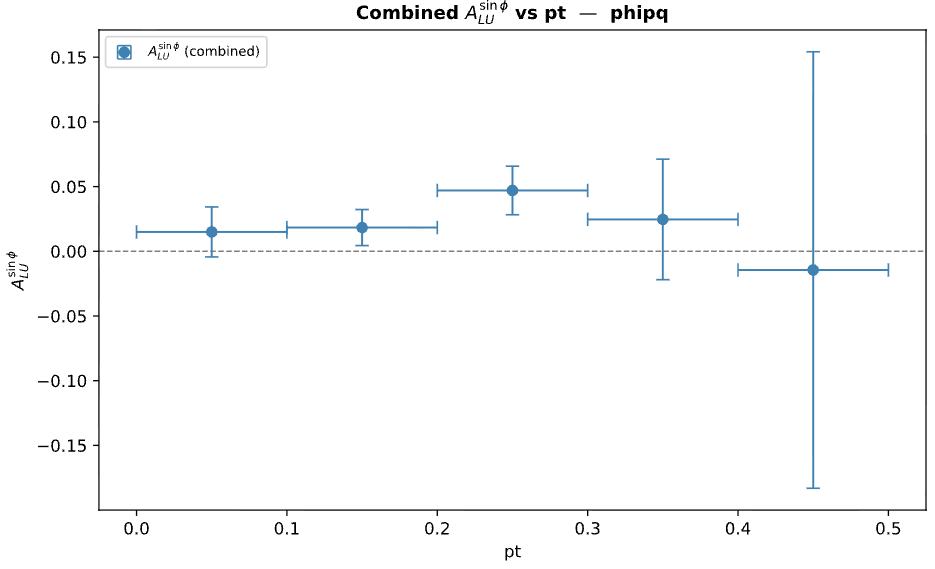 Combined $A_{LU}^{\sin\phi}$ vs pt — phipq
$A_{LU}^{\sin\phi}$ (combined)
0.15
0.10
0.05
0.00
−0.05
−0.10
−0.15
$A_{LU}^{\sin\phi}$
0.0 0.1 0.2 0.3 0.4 0.5
pt